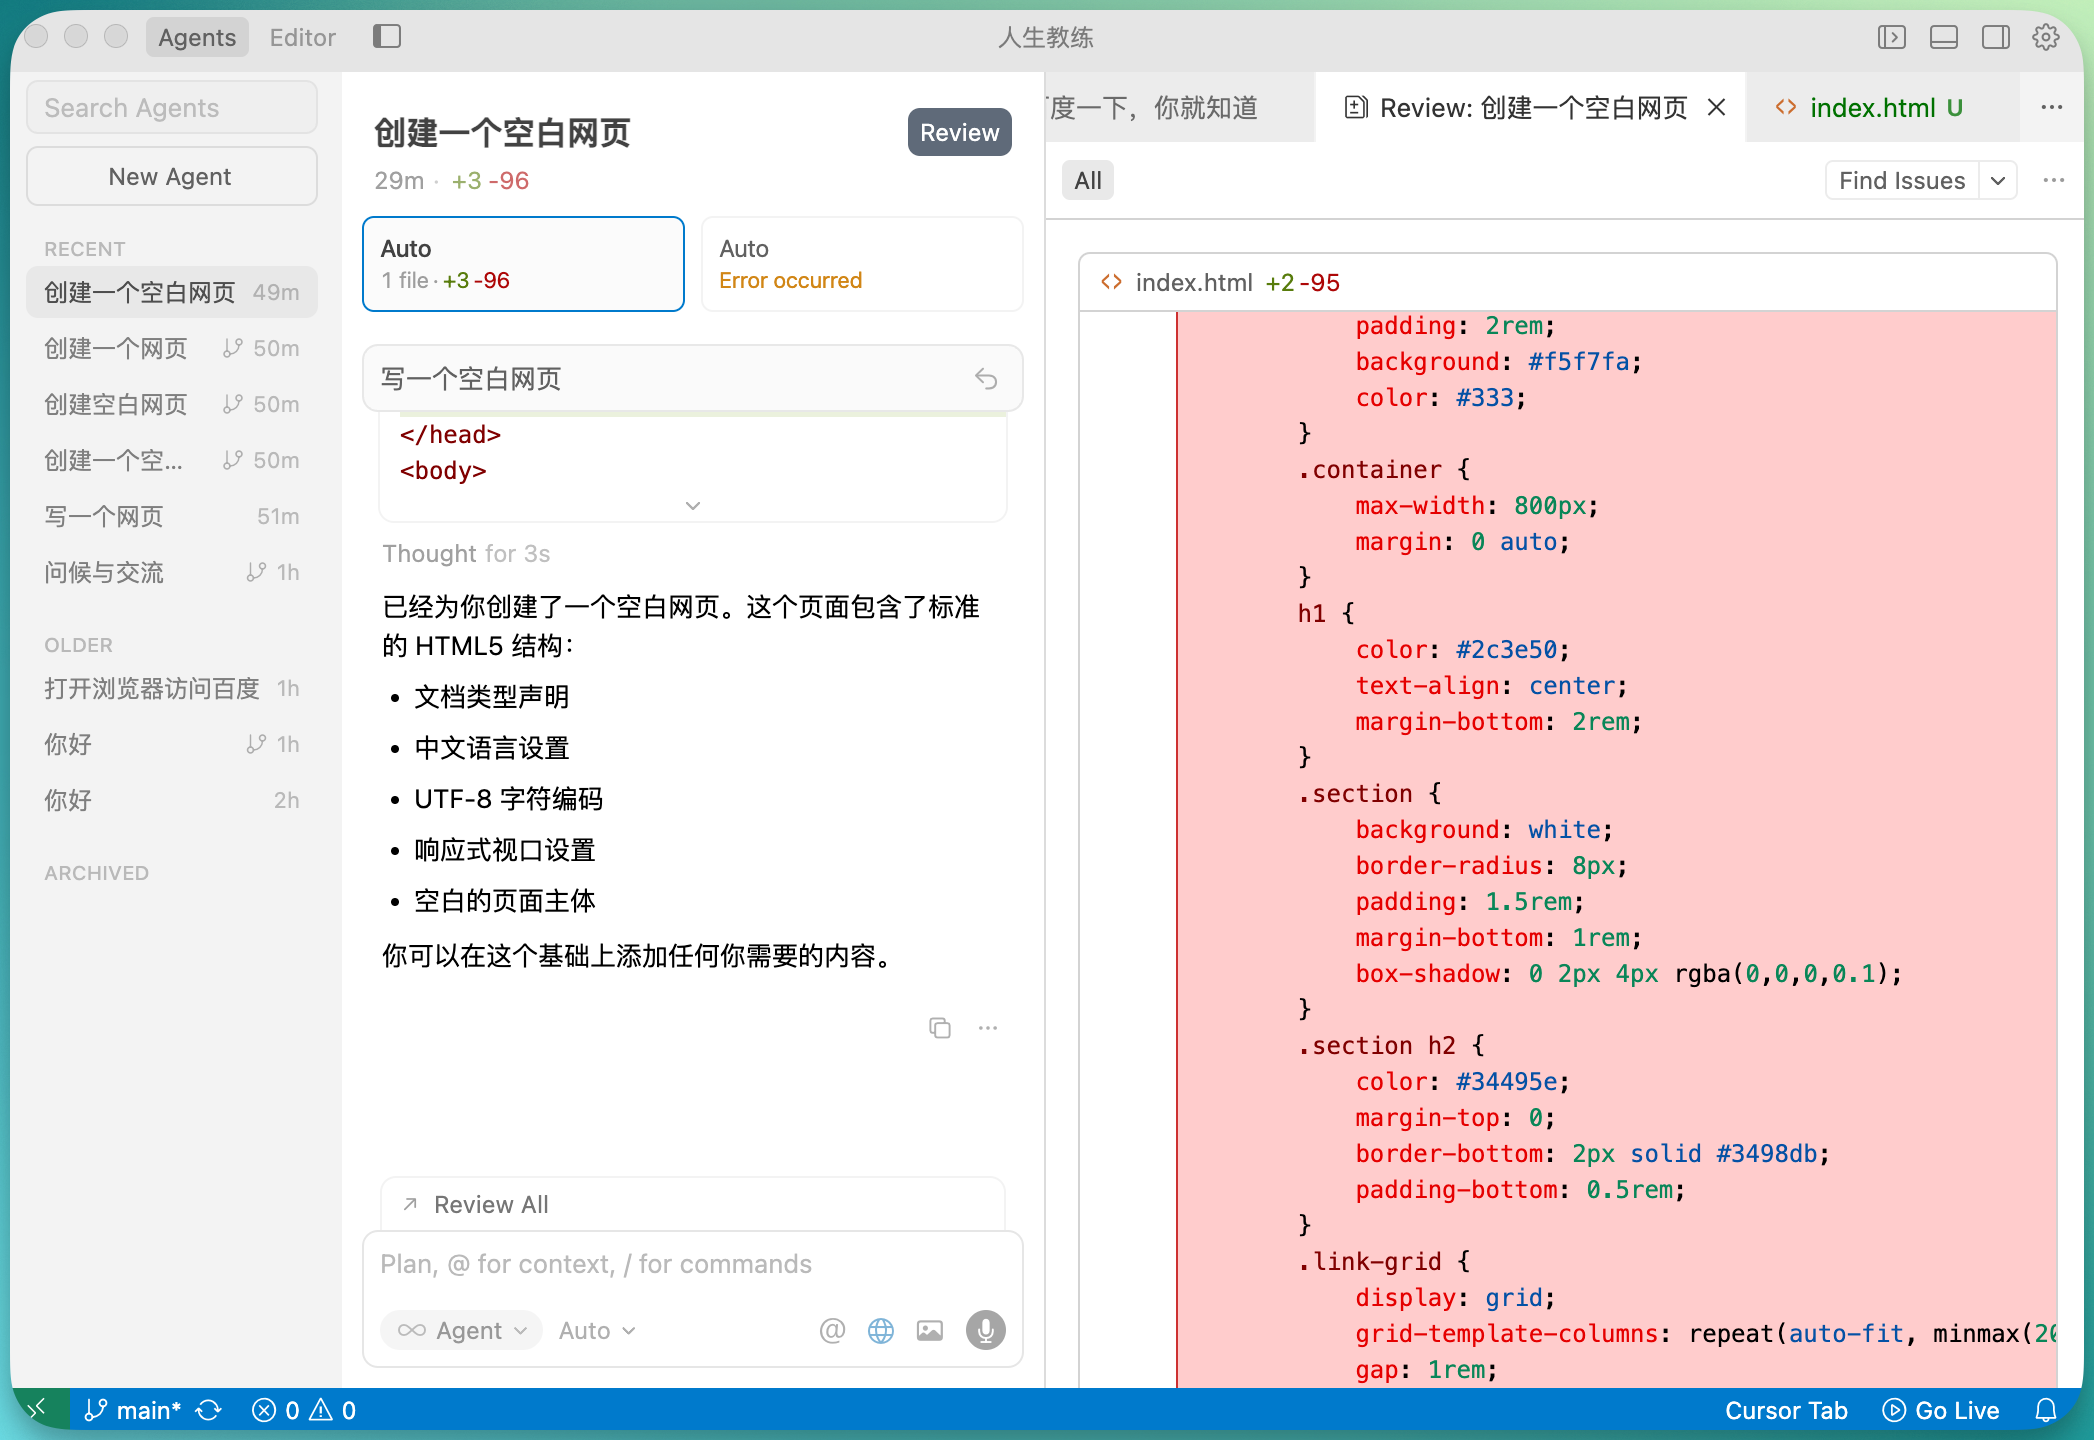 Agents Editor 人生教练
Search Agents
New Agent
RECENT
创建一个空白网页 49m
创建一个网页 50m
创建空白网页 50m
创建一个空... 50m
写一个网页 51m
问候与交流 1h
OLDER
打开浏览器访问百度 1h
你好 1h
你好 2h
ARCHIVED
创建一个空白网页 Review
29m · +3 -96
Auto
1 file · +3 -96
Auto
Error occurred
写一个空白网页
</head>
<body>
Thought for 3s
已经为你创建了一个空白网页。这个页面包含了标准
的 HTML5 结构：
• 文档类型声明
• 中文语言设置
• UTF-8 字符编码
• 响应式视口设置
• 空白的页面主体
你可以在这个基础上添加任何你需要的内容。
Review All
Plan, @ for context, / for commands
Agent Auto
度一下，你就知道 Review: 创建一个空白网页 index.html U
All Find Issues
index.html +2 -95
padding: 2rem;
background: #f5f7fa;
color: #333;
}
.container {
max-width: 800px;
margin: 0 auto;
}
h1 {
color: #2c3e50;
text-align: center;
margin-bottom: 2rem;
}
.section {
background: white;
border-radius: 8px;
padding: 1.5rem;
margin-bottom: 1rem;
box-shadow: 0 2px 4px rgba(0,0,0,0.1);
}
.section h2 {
color: #34495e;
margin-top: 0;
border-bottom: 2px solid #3498db;
padding-bottom: 0.5rem;
}
.link-grid {
display: grid;
grid-template-columns: repeat(auto-fit, minmax(20
gap: 1rem;
main* 0 0 Cursor Tab Go Live